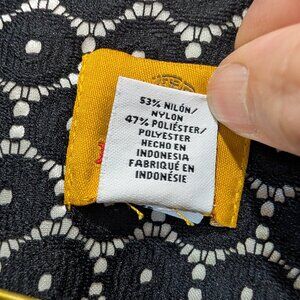 53% NILÓN/
NYLON
47% POLIÉSTER/
POLYESTER
HECHO EN
INDONESIA
FABRIQUÉ EN
INDONÉSIE